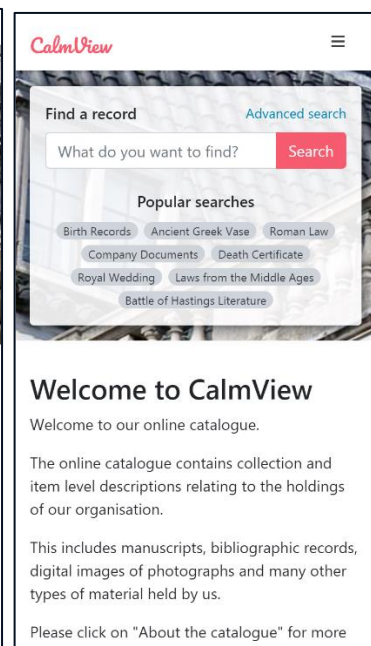 CalmView
Find a record Advanced search
What do you want to find? Search
Popular searches
Birth Records Ancient Greek Vase Roman Law
Company Documents Death Certificate
Royal Wedding Laws from the Middle Ages
Battle of Hastings Literature
Welcome to CalmView
Welcome to our online catalogue.
The online catalogue contains collection and
item level descriptions relating to the holdings
of our organisation.
This includes manuscripts, bibliographic records,
digital images of photographs and many other
types of material held by us.
Please click on "About the catalogue" for more